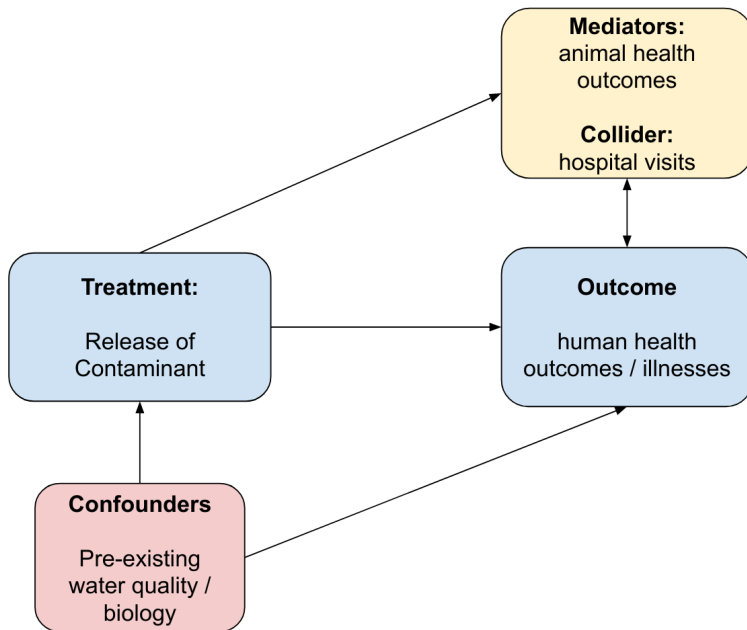 Mediators:
animal health
outcomes
Collider:
hospital visits
Treatment:
Release of
Contaminant
Outcome
human health
outcomes / illnesses
Confounders
Pre-existing
water quality /
biology